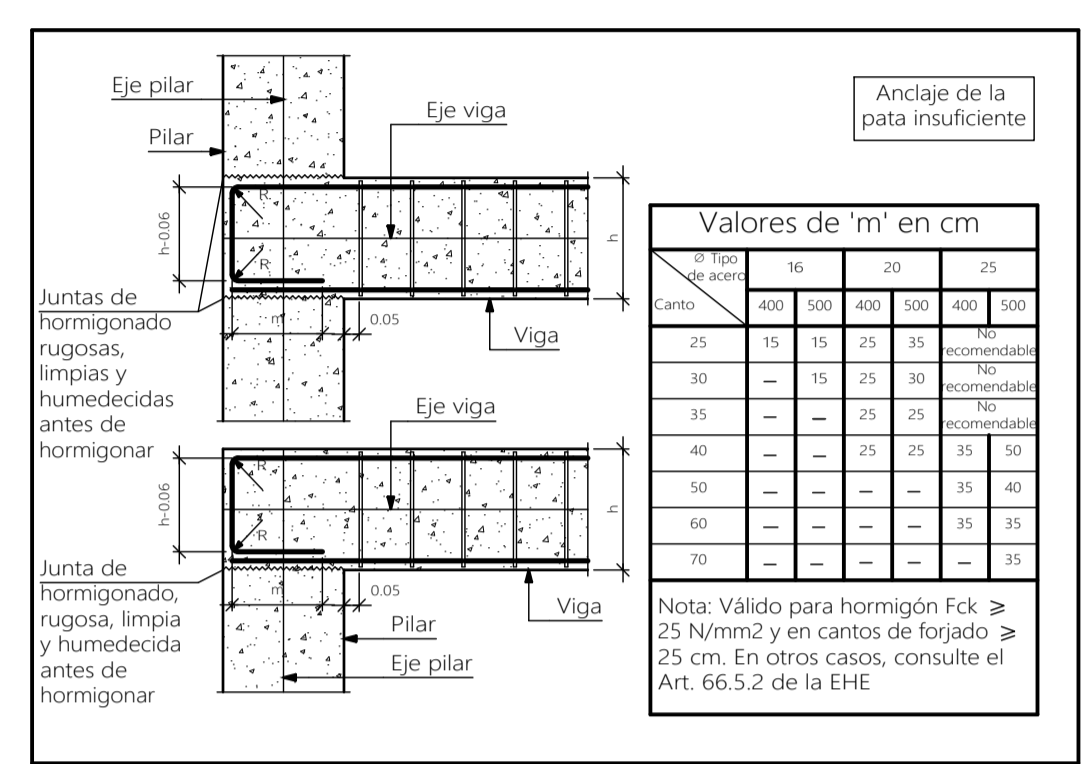 Eje pilar
Pilar
Eje viga
R
R
h-0.06
h
Juntas de
hormigonado
rugosas,
limpias y
humedecidas
antes de
hormigonar
m
0.05
Viga
Eje viga
R
R
h-0.06
h
Junta de
hormigonado,
rugosa, limpia
y humedecida
antes de
hormigonar
m
0.05
Viga
Pilar
Eje pilar
Anclaje de la
pata insuficiente
Valores de 'm' en cm
Ø Tipo
de acero
Canto
16 20 25
400 500 400 500 400 500
25 15 15 25 35 No recomendable
30 — 15 25 30 No recomendable
35 — — 25 25 No recomendable
40 — — 25 25 35 50
50 — — — — 35 40
60 — — — — 35 35
70 — — — — — 35
Nota: Válido para hormigón Fck ⩾
25 N/mm2 y en cantos de forjado ⩾
25 cm. En otros casos, consulte el
Art. 66.5.2 de la EHE